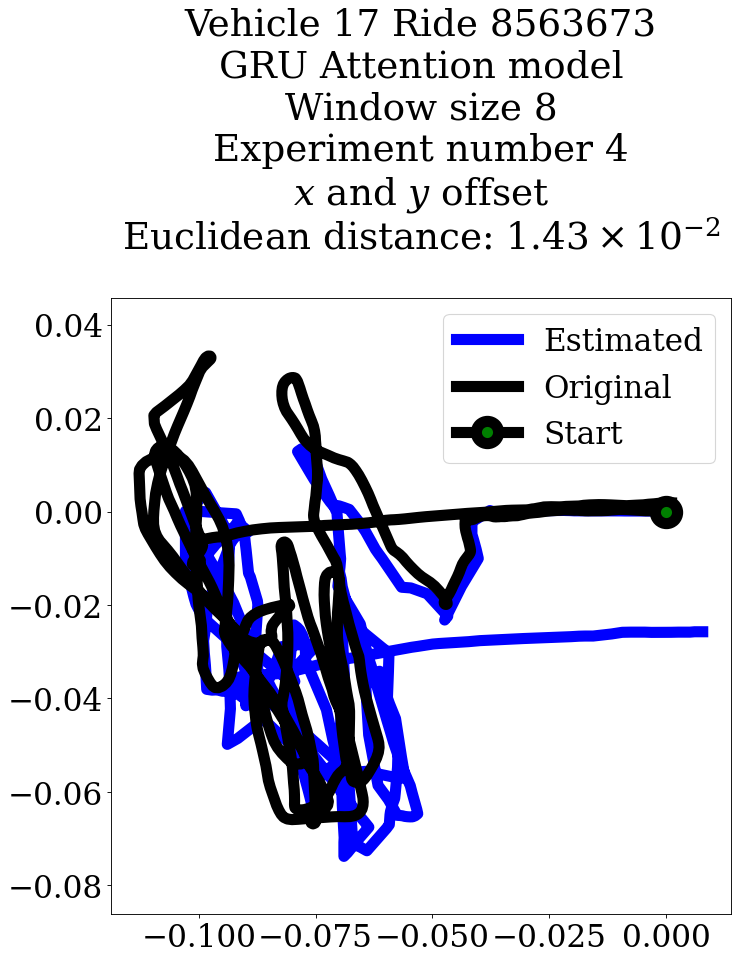 Vehicle 17 Ride 8563673
GRU Attention model
Window size 8
Experiment number 4
x and y offset
Euclidean distance: 1.43 × 10⁻²
Estimated
Original
Start
0.04
0.02
0.00
−0.02
−0.04
−0.06
−0.08
−0.100 −0.075 −0.050 −0.025 0.000